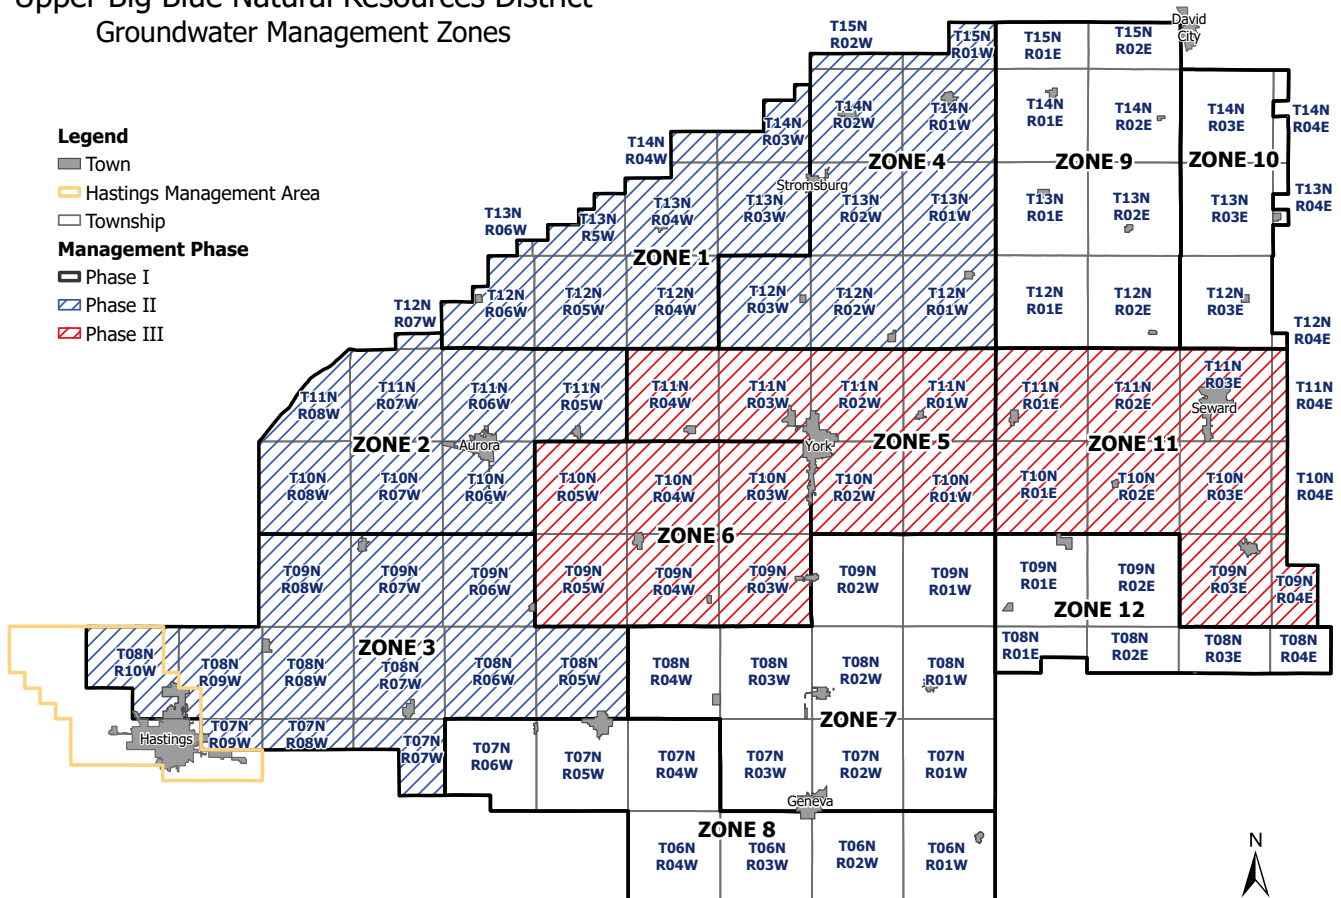 Upper Big Blue Natural Resources District
Groundwater Management Zones
Legend
Town
Hastings Management Area
Township
Management Phase
Phase I
Phase II
Phase III
David
City
T15N
R02W
T15N
R01W
T15N
R01E
T15N
R02E
T14N
R04W
T14N
R03W
T14N
R02W
T14N
R01W
T14N
R01E
T14N
R02E
T14N
R03E
T14N
R04E
ZONE 4
ZONE 9
ZONE 10
Stromsburg
T13N
R06W
T13N
R5W
T13N
R04W
T13N
R03W
T13N
R02W
T13N
R01W
T13N
R01E
T13N
R02E
T13N
R03E
T13N
R04E
ZONE 1
T12N
R07W
T12N
R06W
T12N
R05W
T12N
R04W
T12N
R03W
T12N
R02W
T12N
R01W
T12N
R01E
T12N
R02E
T12N
R03E
T12N
R04E
T11N
R08W
T11N
R07W
T11N
R06W
T11N
R05W
T11N
R04W
T11N
R03W
T11N
R02W
T11N
R01W
T11N
R01E
T11N
R02E
T11N
R03E
T11N
R04E
Seward
ZONE 2
Aurora
York
ZONE 5
ZONE 11
T10N
R08W
T10N
R07W
T10N
R06W
T10N
R05W
T10N
R04W
T10N
R03W
T10N
R02W
T10N
R01W
T10N
R01E
T10N
R02E
T10N
R03E
T10N
R04E
ZONE 6
T09N
R08W
T09N
R07W
T09N
R06W
T09N
R05W
T09N
R04W
T09N
R03W
T09N
R02W
T09N
R01W
T09N
R01E
T09N
R02E
T09N
R03E
T09N
R04E
ZONE 12
ZONE 3
T08N
R10W
T08N
R09W
T08N
R08W
T08N
R07W
T08N
R06W
T08N
R05W
T08N
R04W
T08N
R03W
T08N
R02W
T08N
R01W
T08N
R01E
T08N
R02E
T08N
R03E
T08N
R04E
ZONE 7
Hastings
T07N
R09W
T07N
R08W
T07N
R07W
T07N
R06W
T07N
R05W
T07N
R04W
T07N
R03W
T07N
R02W
T07N
R01W
Geneva
ZONE 8
T06N
R04W
T06N
R03W
T06N
R02W
T06N
R01W
N